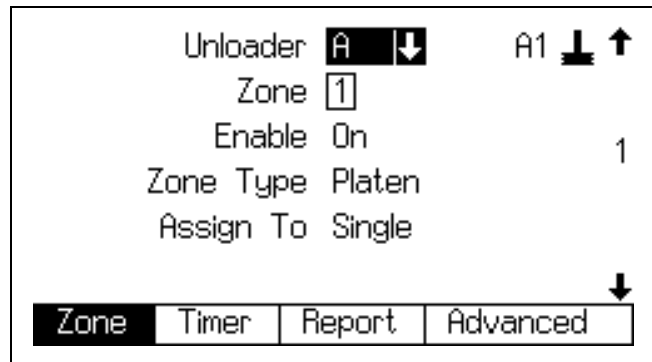 Unloader A A1
Zone 1
Enable On
1
Zone Type Platen
Assign To Single
Zone Timer Report Advanced